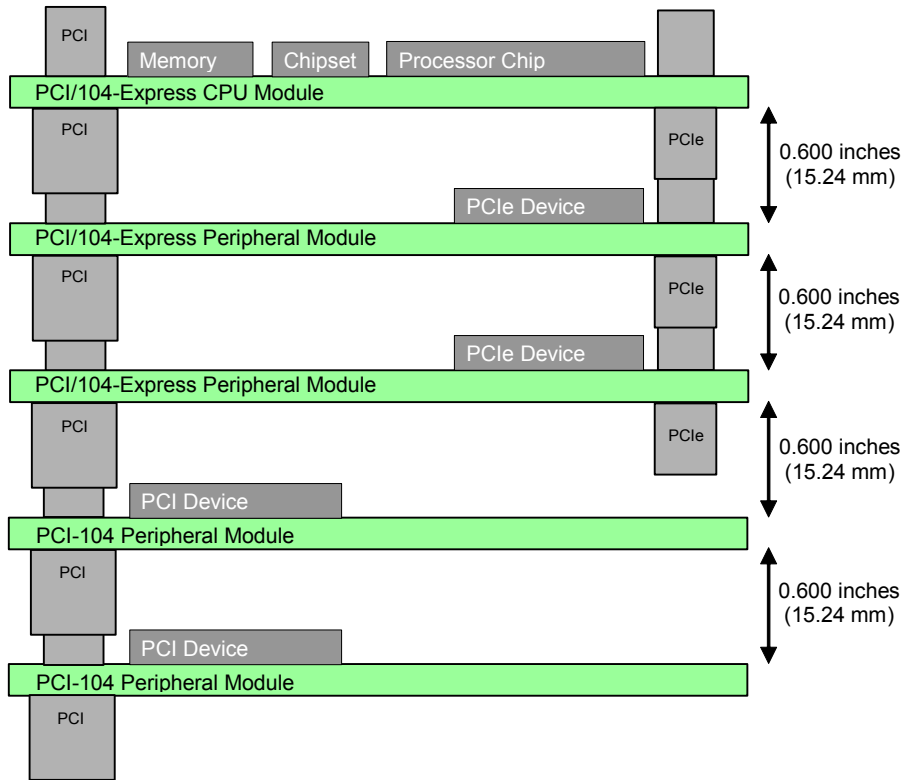 PCI
Memory
Chipset
Processor Chip
PCI/104-Express CPU Module
PCI
PCIe
0.600 inches
(15.24 mm)
PCIe Device
PCI/104-Express Peripheral Module
PCI
PCIe
0.600 inches
(15.24 mm)
PCIe Device
PCI/104-Express Peripheral Module
PCI
PCIe
0.600 inches
(15.24 mm)
PCI Device
PCI-104 Peripheral Module
PCI
0.600 inches
(15.24 mm)
PCI Device
PCI-104 Peripheral Module
PCI